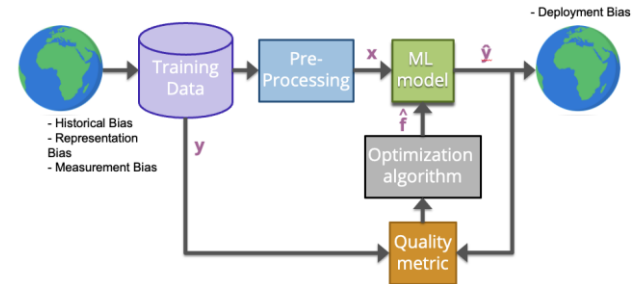 - Deployment Bias
Training
Data
Pre-
Processing
x
ML
model
ŷ
- Historical Bias
- Representation
Bias
- Measurement Bias
y
f̂
Optimization
algorithm
Quality
metric